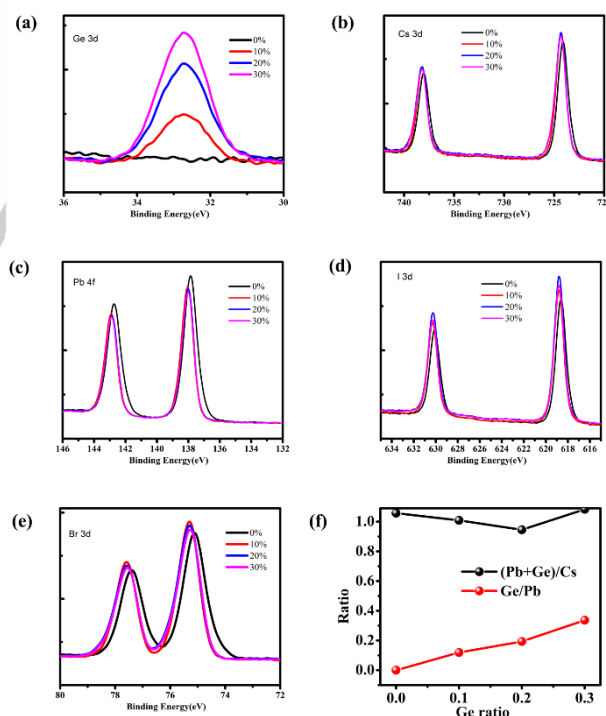 (a)
Ge 3d
0%
10%
20%
30%
36 34 32 30
Binding Energy(eV)
(b)
Cs 3d
0%
10%
20%
30%
740 735 730 725 72
Binding Energy(eV)
(c)
Pb 4f
0%
10%
20%
30%
146 144 142 140 138 136 134 132
Binding Energy(eV)
(d)
I 3d
0%
10%
20%
30%
634 630 628 626 624 622 620 618 616
Binding Energy(eV)
(e)
Br 3d
0%
10%
20%
30%
80 78 76 74 72
Binding Energy(eV)
(f)
1.0
0.8
0.6
0.4
0.2
0.0
Ratio
(Pb+Ge)/Cs
Ge/Pb
0.0 0.1 0.2 0.3
Ge ratio